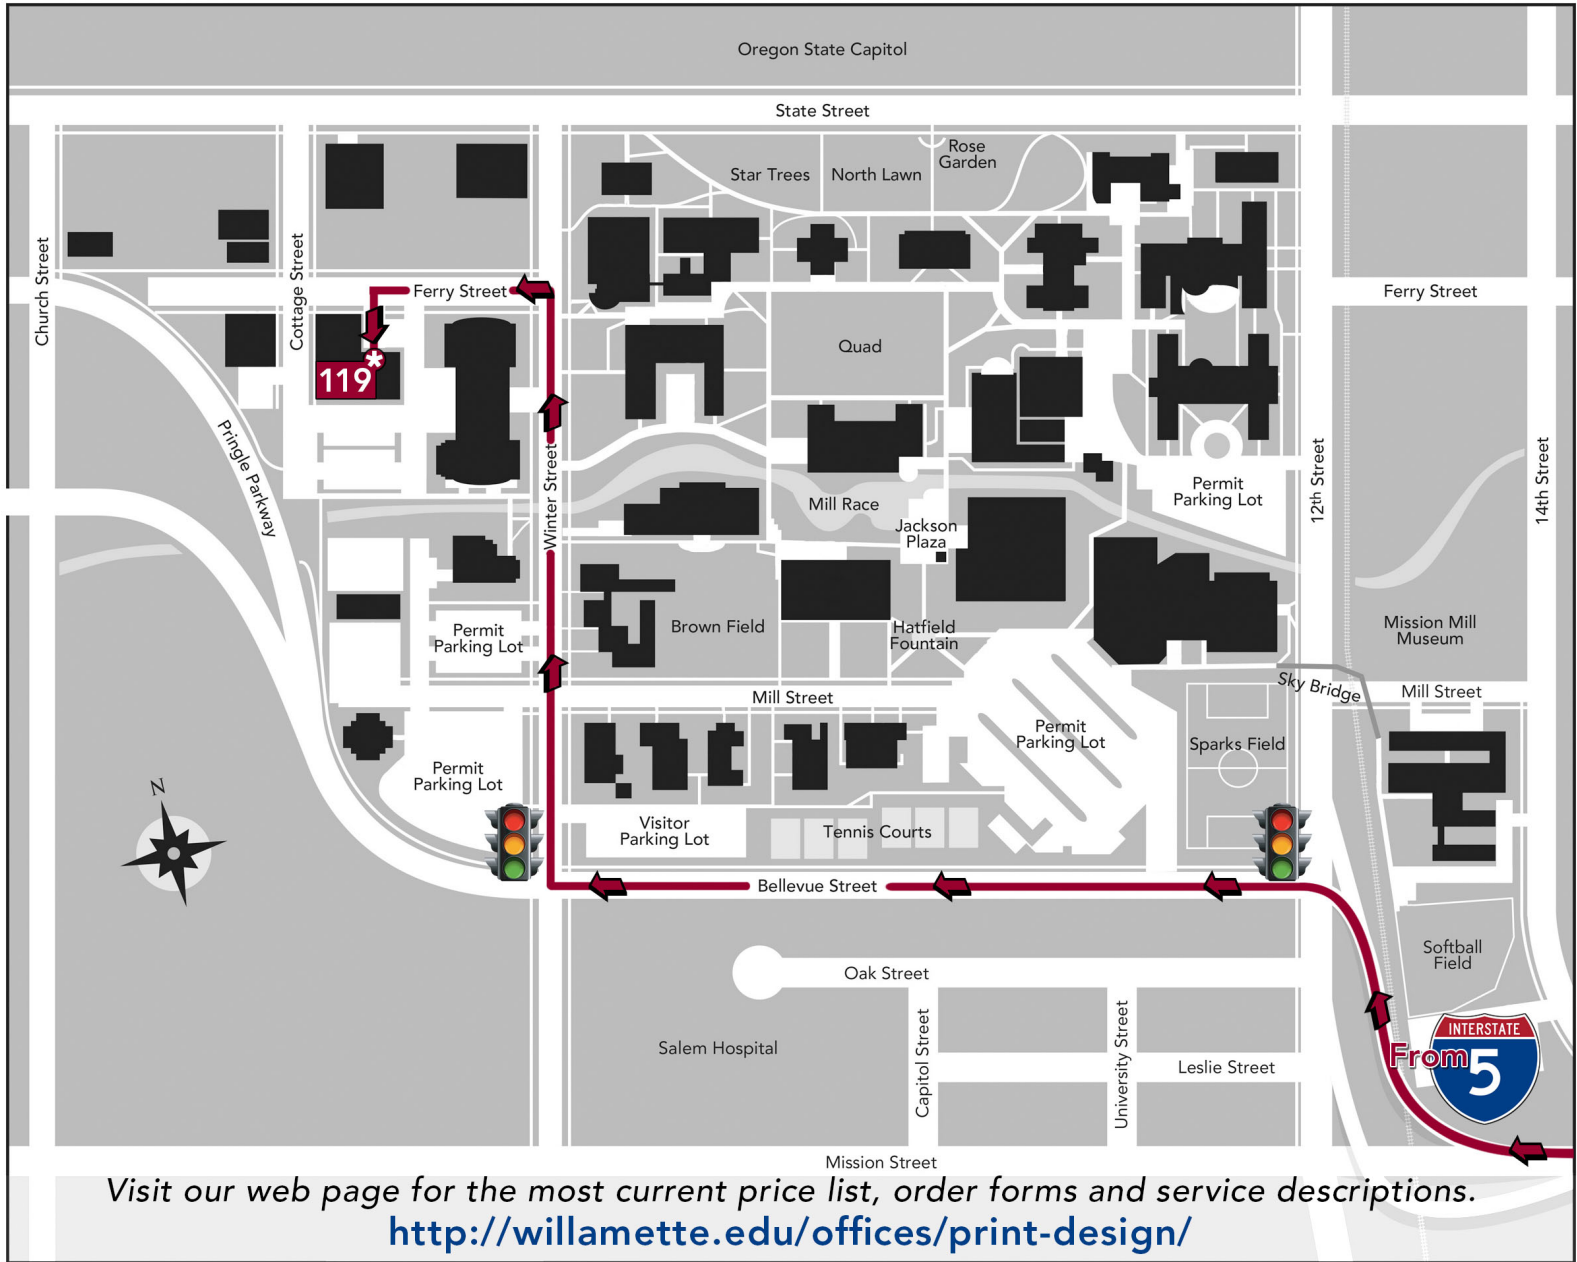 Oregon State Capitol
State Street
Rose
Garden
Star Trees
North Lawn
Church Street
Cottage Street
Ferry Street
Ferry Street
Quad
*
119
Pringle Parkway
Winter Street
12th Street
14th Street
Permit
Parking Lot
Mill Race
Jackson
Plaza
Brown Field
Hatfield
Fountain
Permit
Parking Lot
Mission Mill
Museum
Sky Bridge
Mill Street
Mill Street
Permit
Parking Lot
Sparks Field
Permit
Parking Lot
N
Visitor
Parking Lot
Tennis Courts
Bellevue Street
Softball
Field
Oak Street
Capitol Street
University Street
Salem Hospital
Leslie Street
INTERSTATE
From
5
Mission Street
Visit our web page for the most current price list, order forms and service descriptions.
http://willamette.edu/offices/print-design/